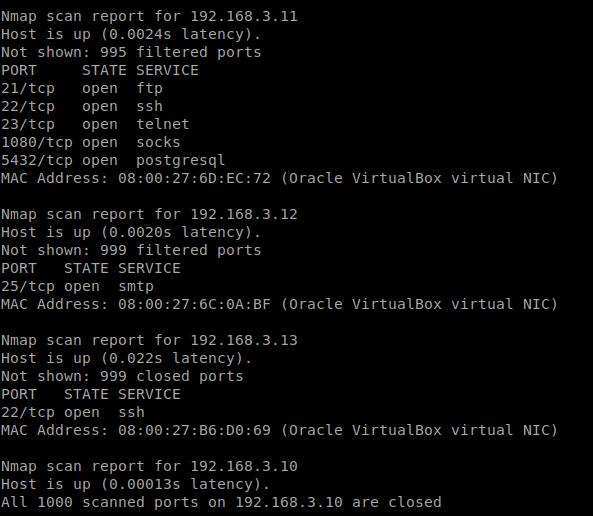 Nmap scan report for 192.168.3.11
Host is up (0.0024s latency).
Not shown: 995 filtered ports
PORT     STATE SERVICE
21/tcp   open  ftp
22/tcp   open  ssh
23/tcp   open  telnet
1080/tcp open  socks
5432/tcp open  postgresql
MAC Address: 08:00:27:6D:EC:72 (Oracle VirtualBox virtual NIC)

Nmap scan report for 192.168.3.12
Host is up (0.0020s latency).
Not shown: 999 filtered ports
PORT   STATE SERVICE
25/tcp open  smtp
MAC Address: 08:00:27:6C:0A:BF (Oracle VirtualBox virtual NIC)

Nmap scan report for 192.168.3.13
Host is up (0.022s latency).
Not shown: 999 closed ports
PORT   STATE SERVICE
22/tcp open  ssh
MAC Address: 08:00:27:B6:D0:69 (Oracle VirtualBox virtual NIC)

Nmap scan report for 192.168.3.10
Host is up (0.00013s latency).
All 1000 scanned ports on 192.168.3.10 are closed